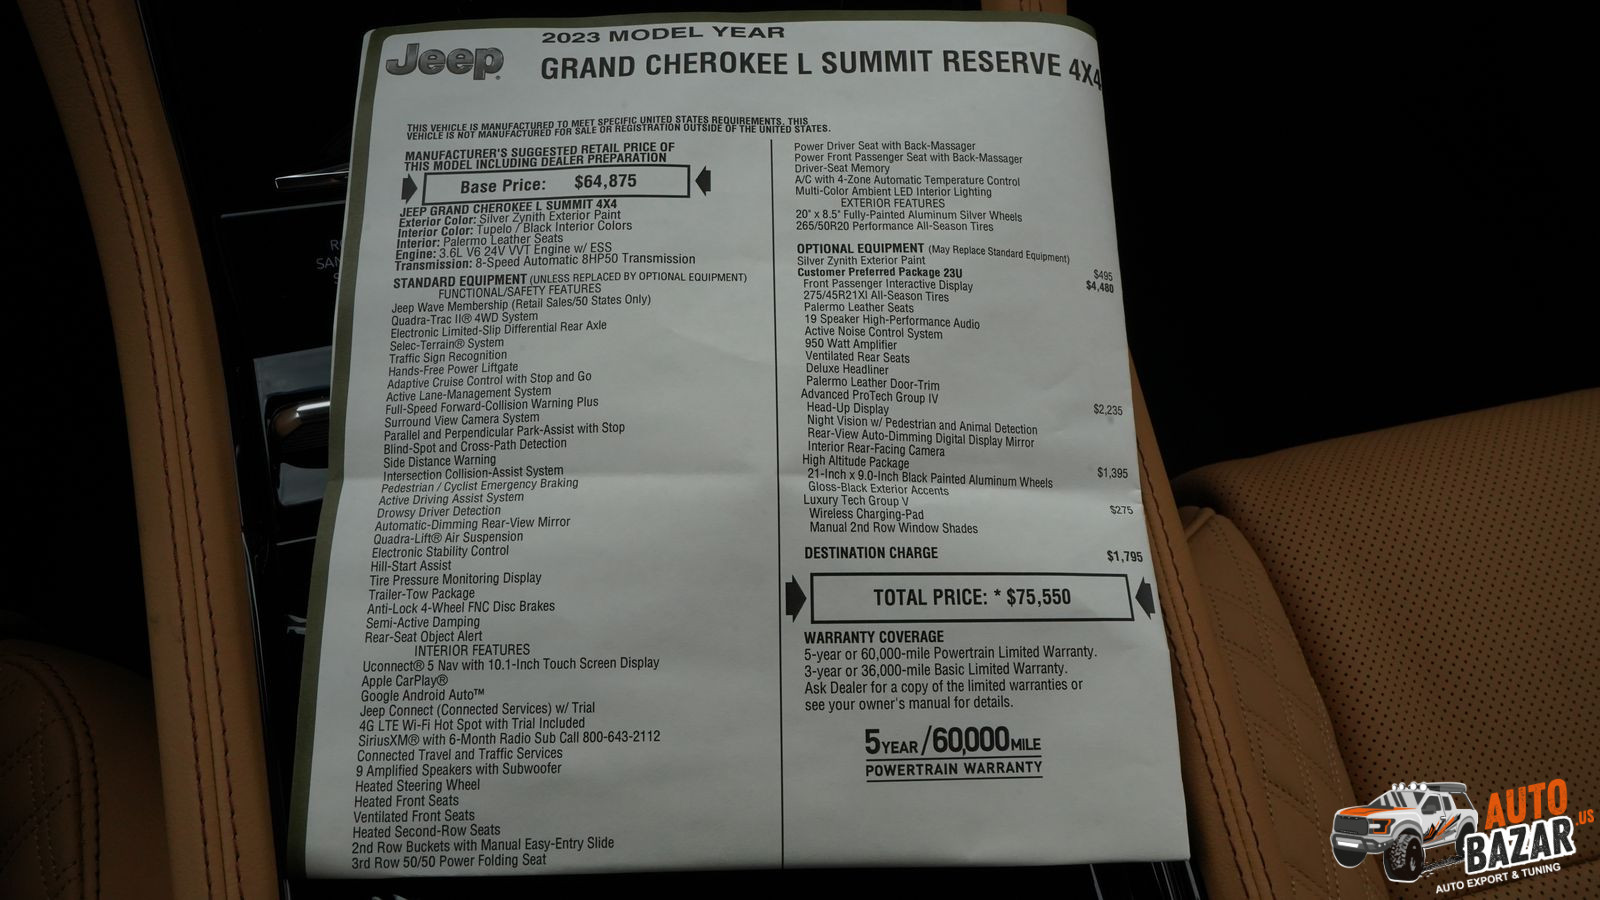 Jeep
2023 MODEL YEAR
GRAND CHEROKEE L SUMMIT RESERVE 4X4
THIS VEHICLE IS MANUFACTURED TO MEET SPECIFIC UNITED STATES REQUIREMENTS. THIS
VEHICLE IS NOT MANUFACTURED FOR SALE OR REGISTRATION OUTSIDE OF THE UNITED STATES.
MANUFACTURER'S SUGGESTED RETAIL PRICE OF
THIS MODEL INCLUDING DEALER PREPARATION
Base Price: $64,875
JEEP GRAND CHEROKEE L SUMMIT 4X4
Exterior Color: Silver Zynith Exterior Paint
Interior Color: Tupelo / Black Interior Colors
Interior: Palermo Leather Seats
Engine: 3.6L V6 24V VVT Engine w/ ESS
Transmission: 8-Speed Automatic 8HP50 Transmission
STANDARD EQUIPMENT (UNLESS REPLACED BY OPTIONAL EQUIPMENT)
FUNCTIONAL/SAFETY FEATURES
Jeep Wave Membership (Retail Sales/50 States Only)
Quadra-Trac II® 4WD System
Electronic Limited-Slip Differential Rear Axle
Selec-Terrain® System
Traffic Sign Recognition
Hands-Free Power Liftgate
Adaptive Cruise Control with Stop and Go
Active Lane-Management System
Full-Speed Forward-Collision Warning Plus
Surround View Camera System
Parallel and Perpendicular Park-Assist with Stop
Blind-Spot and Cross-Path Detection
Side Distance Warning
Intersection Collision-Assist System
Pedestrian / Cyclist Emergency Braking
Active Driving Assist System
Drowsy Driver Detection
Automatic-Dimming Rear-View Mirror
Quadra-Lift® Air Suspension
Electronic Stability Control
Hill-Start Assist
Tire Pressure Monitoring Display
Trailer-Tow Package
Anti-Lock 4-Wheel FNC Disc Brakes
Semi-Active Damping
Rear-Seat Object Alert
INTERIOR FEATURES
Uconnect® 5 Nav with 10.1-Inch Touch Screen Display
Apple CarPlay®
Google Android Auto™
Jeep Connect (Connected Services) w/ Trial
4G LTE Wi-Fi Hot Spot with Trial Included
SiriusXM® with 6-Month Radio Sub Call 800-643-2112
Connected Travel and Traffic Services
9 Amplified Speakers with Subwoofer
Heated Steering Wheel
Heated Front Seats
Ventilated Front Seats
Heated Second-Row Seats
2nd Row Buckets with Manual Easy-Entry Slide
3rd Row 50/50 Power Folding Seat
Power Driver Seat with Back-Massager
Power Front Passenger Seat with Back-Massager
Driver-Seat Memory
A/C with 4-Zone Automatic Temperature Control
Multi-Color Ambient LED Interior Lighting
EXTERIOR FEATURES
20" x 8.5" Fully-Painted Aluminum Silver Wheels
265/50R20 Performance All-Season Tires
OPTIONAL EQUIPMENT (May Replace Standard Equipment)
Silver Zynith Exterior Paint $495
Customer Preferred Package 23U $4,480
Front Passenger Interactive Display
275/45R21Xl All-Season Tires
Palermo Leather Seats
19 Speaker High-Performance Audio
Active Noise Control System
950 Watt Amplifier
Ventilated Rear Seats
Deluxe Headliner
Palermo Leather Door-Trim
Advanced ProTech Group IV $2,235
Head-Up Display
Night Vision w/ Pedestrian and Animal Detection
Rear-View Auto-Dimming Digital Display Mirror
Interior Rear-Facing Camera
High Altitude Package $1,395
21-Inch x 9.0-Inch Black Painted Aluminum Wheels
Gloss-Black Exterior Accents
Luxury Tech Group V $275
Wireless Charging-Pad
Manual 2nd Row Window Shades
DESTINATION CHARGE $1,795
TOTAL PRICE: * $75,550
WARRANTY COVERAGE
5-year or 60,000-mile Powertrain Limited Warranty.
3-year or 36,000-mile Basic Limited Warranty.
Ask Dealer for a copy of the limited warranties or
see your owner's manual for details.
5 YEAR / 60,000 MILE
POWERTRAIN WARRANTY
AUTO
BAZAR.US
AUTO EXPORT & TUNING